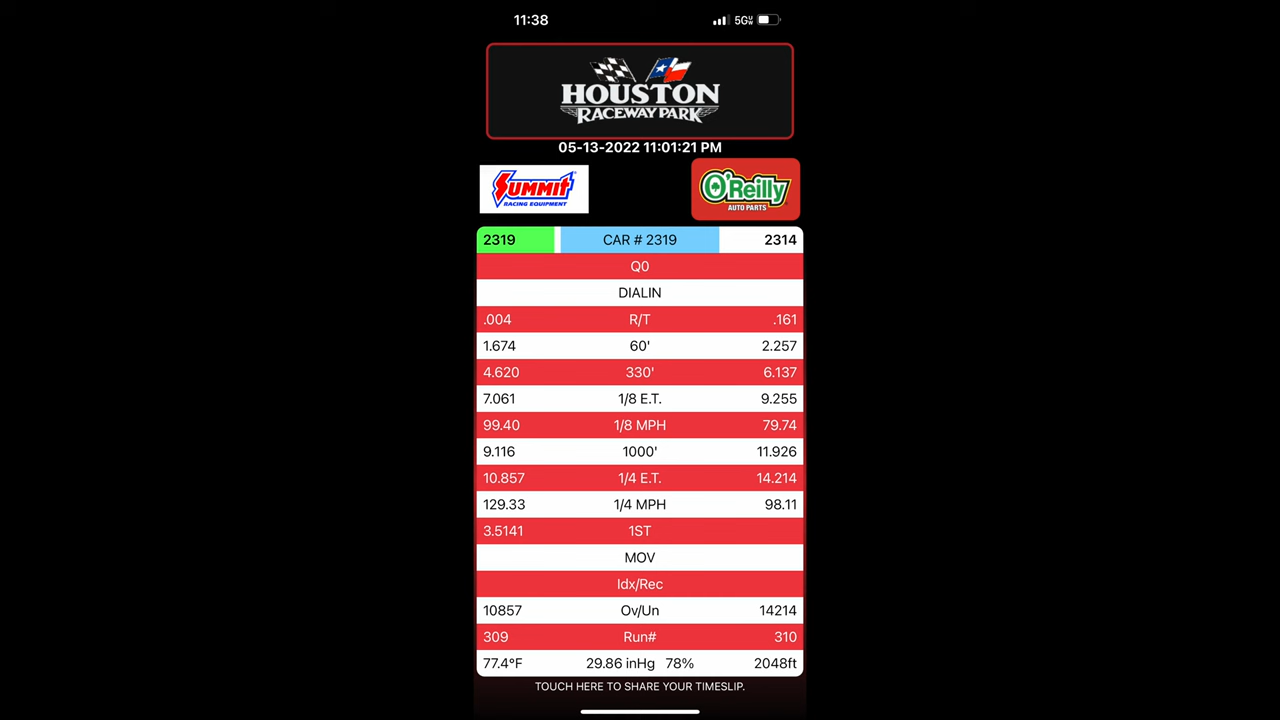 11:38 5GUW
HOUSTON
RACEWAY PARK
05-13-2022 11:01:21 PM
SUMMIT
RACING EQUIPMENT
O'Reilly
AUTO PARTS
2319 CAR # 2319 2314
Q0
DIALIN
.004 R/T .161
1.674 60' 2.257
4.620 330' 6.137
7.061 1/8 E.T. 9.255
99.40 1/8 MPH 79.74
9.116 1000' 11.926
10.857 1/4 E.T. 14.214
129.33 1/4 MPH 98.11
3.5141 1ST
MOV
Idx/Rec
10857 Ov/Un 14214
309 Run# 310
77.4°F 29.86 inHg 78% 2048ft
TOUCH HERE TO SHARE YOUR TIMESLIP.